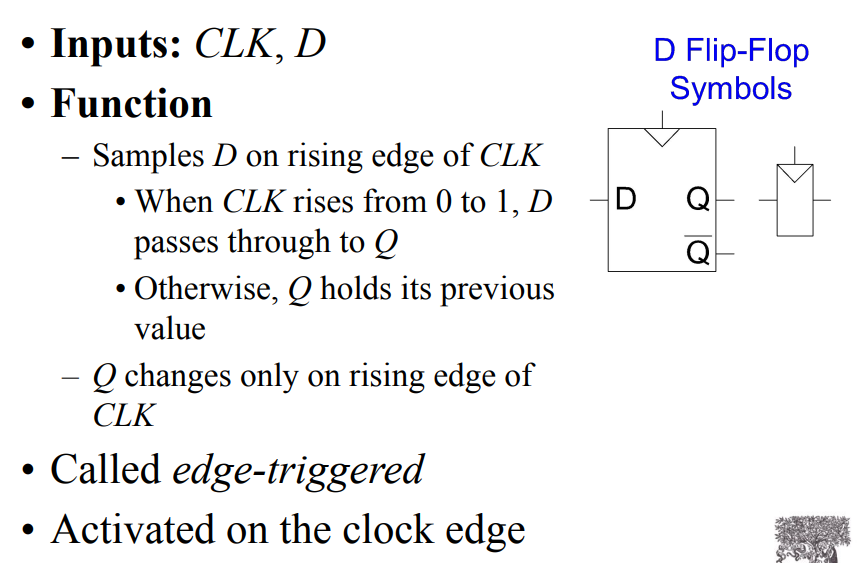 • Inputs: CLK, D
• Function
– Samples D on rising edge of CLK
• When CLK rises from 0 to 1, D
passes through to Q
• Otherwise, Q holds its previous
value
– Q changes only on rising edge of
CLK
• Called edge-triggered
• Activated on the clock edge
D Flip-Flop
Symbols
D Q
Q̅